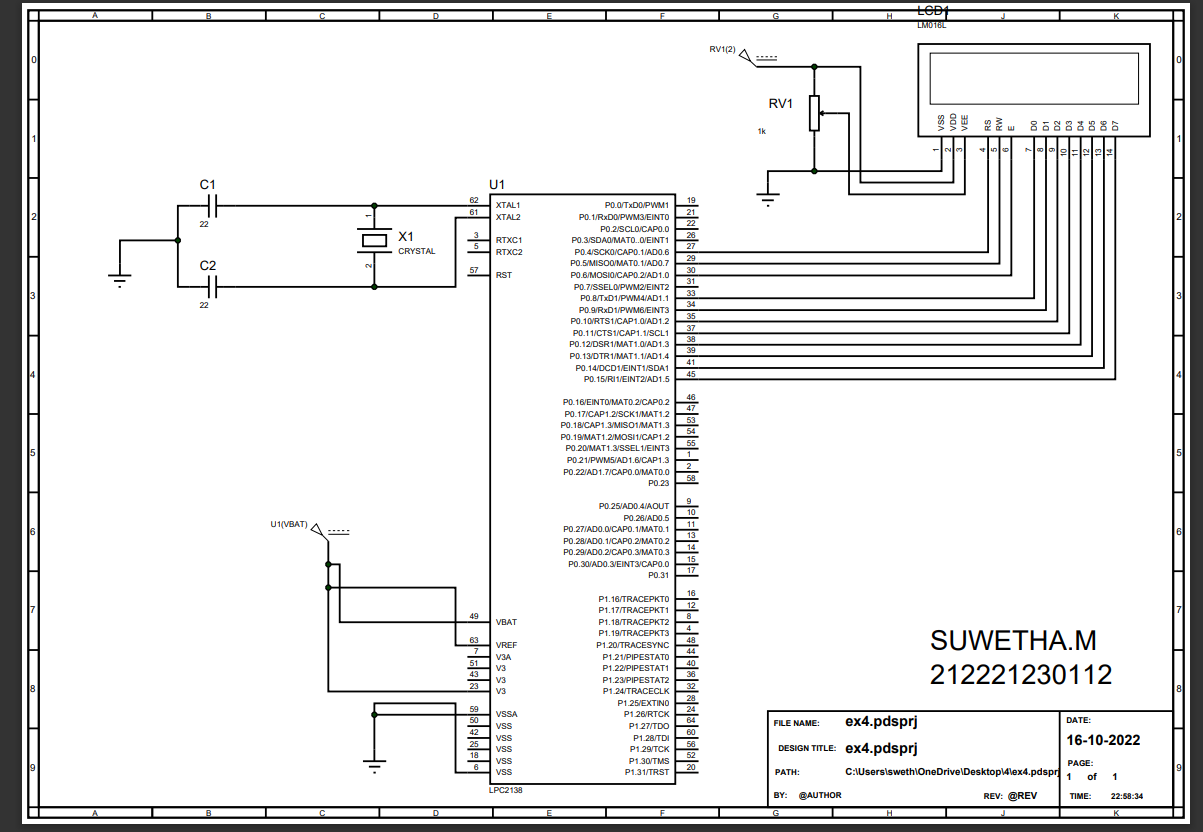 A B C D E F G H J K
LCD1
LM016L
0 0
RV1(2)
RV1
1k
VSS VDD VEE RS RW E D0 D1 D2 D3 D4 D5 D6 D7
1 2 3 4 5 6 7 8 9 10 11 12 13 14
1 1
C1
22
C2
22
X1
CRYSTAL
1
2
2 2
3 3
4 4
5 5
6 6
7 7
8 8
9 9
U1
62 XTAL1 P0.0/TxD0/PWM1 19
61 XTAL2 P0.1/RxD0/PWM3/EINT0 21
P0.2/SCL0/CAP0.0 22
3 RTXC1 P0.3/SDA0/MAT0..0/EINT1 26
5 RTXC2 P0.4/SCK0/CAP0.1/AD0.6 27
P0.5/MISO0/MAT0.1/AD0.7 29
57 RST P0.6/MOSI0/CAP0.2/AD1.0 30
P0.7/SSEL0/PWM2/EINT2 31
P0.8/TxD1/PWM4/AD1.1 33
P0.9/RxD1/PWM6/EINT3 34
P0.10/RTS1/CAP1.0/AD1.2 35
P0.11/CTS1/CAP1.1/SCL1 37
P0.12/DSR1/MAT1.0/AD1.3 38
P0.13/DTR1/MAT1.1/AD1.4 39
P0.14/DCD1/EINT1/SDA1 41
P0.15/RI1/EINT2/AD1.5 45
P0.16/EINT0/MAT0.2/CAP0.2 46
P0.17/CAP1.2/SCK1/MAT1.2 47
P0.18/CAP1.3/MISO1/MAT1.3 53
P0.19/MAT1.2/MOSI1/CAP1.2 54
P0.20/MAT1.3/SSEL1/EINT3 55
P0.21/PWM5/AD1.6/CAP1.3 1
P0.22/AD1.7/CAP0.0/MAT0.0 2
P0.23 58
P0.25/AD0.4/AOUT 9
P0.26/AD0.5 10
P0.27/AD0.0/CAP0.1/MAT0.1 11
P0.28/AD0.1/CAP0.2/MAT0.2 13
P0.29/AD0.2/CAP0.3/MAT0.3 14
P0.30/AD0.3/EINT3/CAP0.0 15
P0.31 17
U1(VBAT)
P1.16/TRACEPKT0 16
P1.17/TRACEPKT1 12
49 VBAT P1.18/TRACEPKT2 8
P1.19/TRACEPKT3 4
63 VREF P1.20/TRACESYNC 48
7 V3A P1.21/PIPESTAT0 44
51 V3 P1.22/PIPESTAT1 40
43 V3 P1.23/PIPESTAT2 36
23 V3 P1.24/TRACECLK 32
P1.25/EXTIN0 28
59 VSSA P1.26/RTCK 24
50 VSS P1.27/TDO 64
42 VSS P1.28/TDI 60
25 VSS P1.29/TCK 56
18 VSS P1.30/TMS 52
6 VSS P1.31/TRST 20
LPC2138
SUWETHA.M
212221230112
FILE NAME: ex4.pdsprj
DESIGN TITLE: ex4.pdsprj
PATH: C:\Users\sweth\OneDrive\Desktop\4\ex4.pdsprj
BY: @AUTHOR REV: @REV
DATE:
16-10-2022
PAGE:
1 of 1
TIME: 22:58:34
A B C D E F G H J K